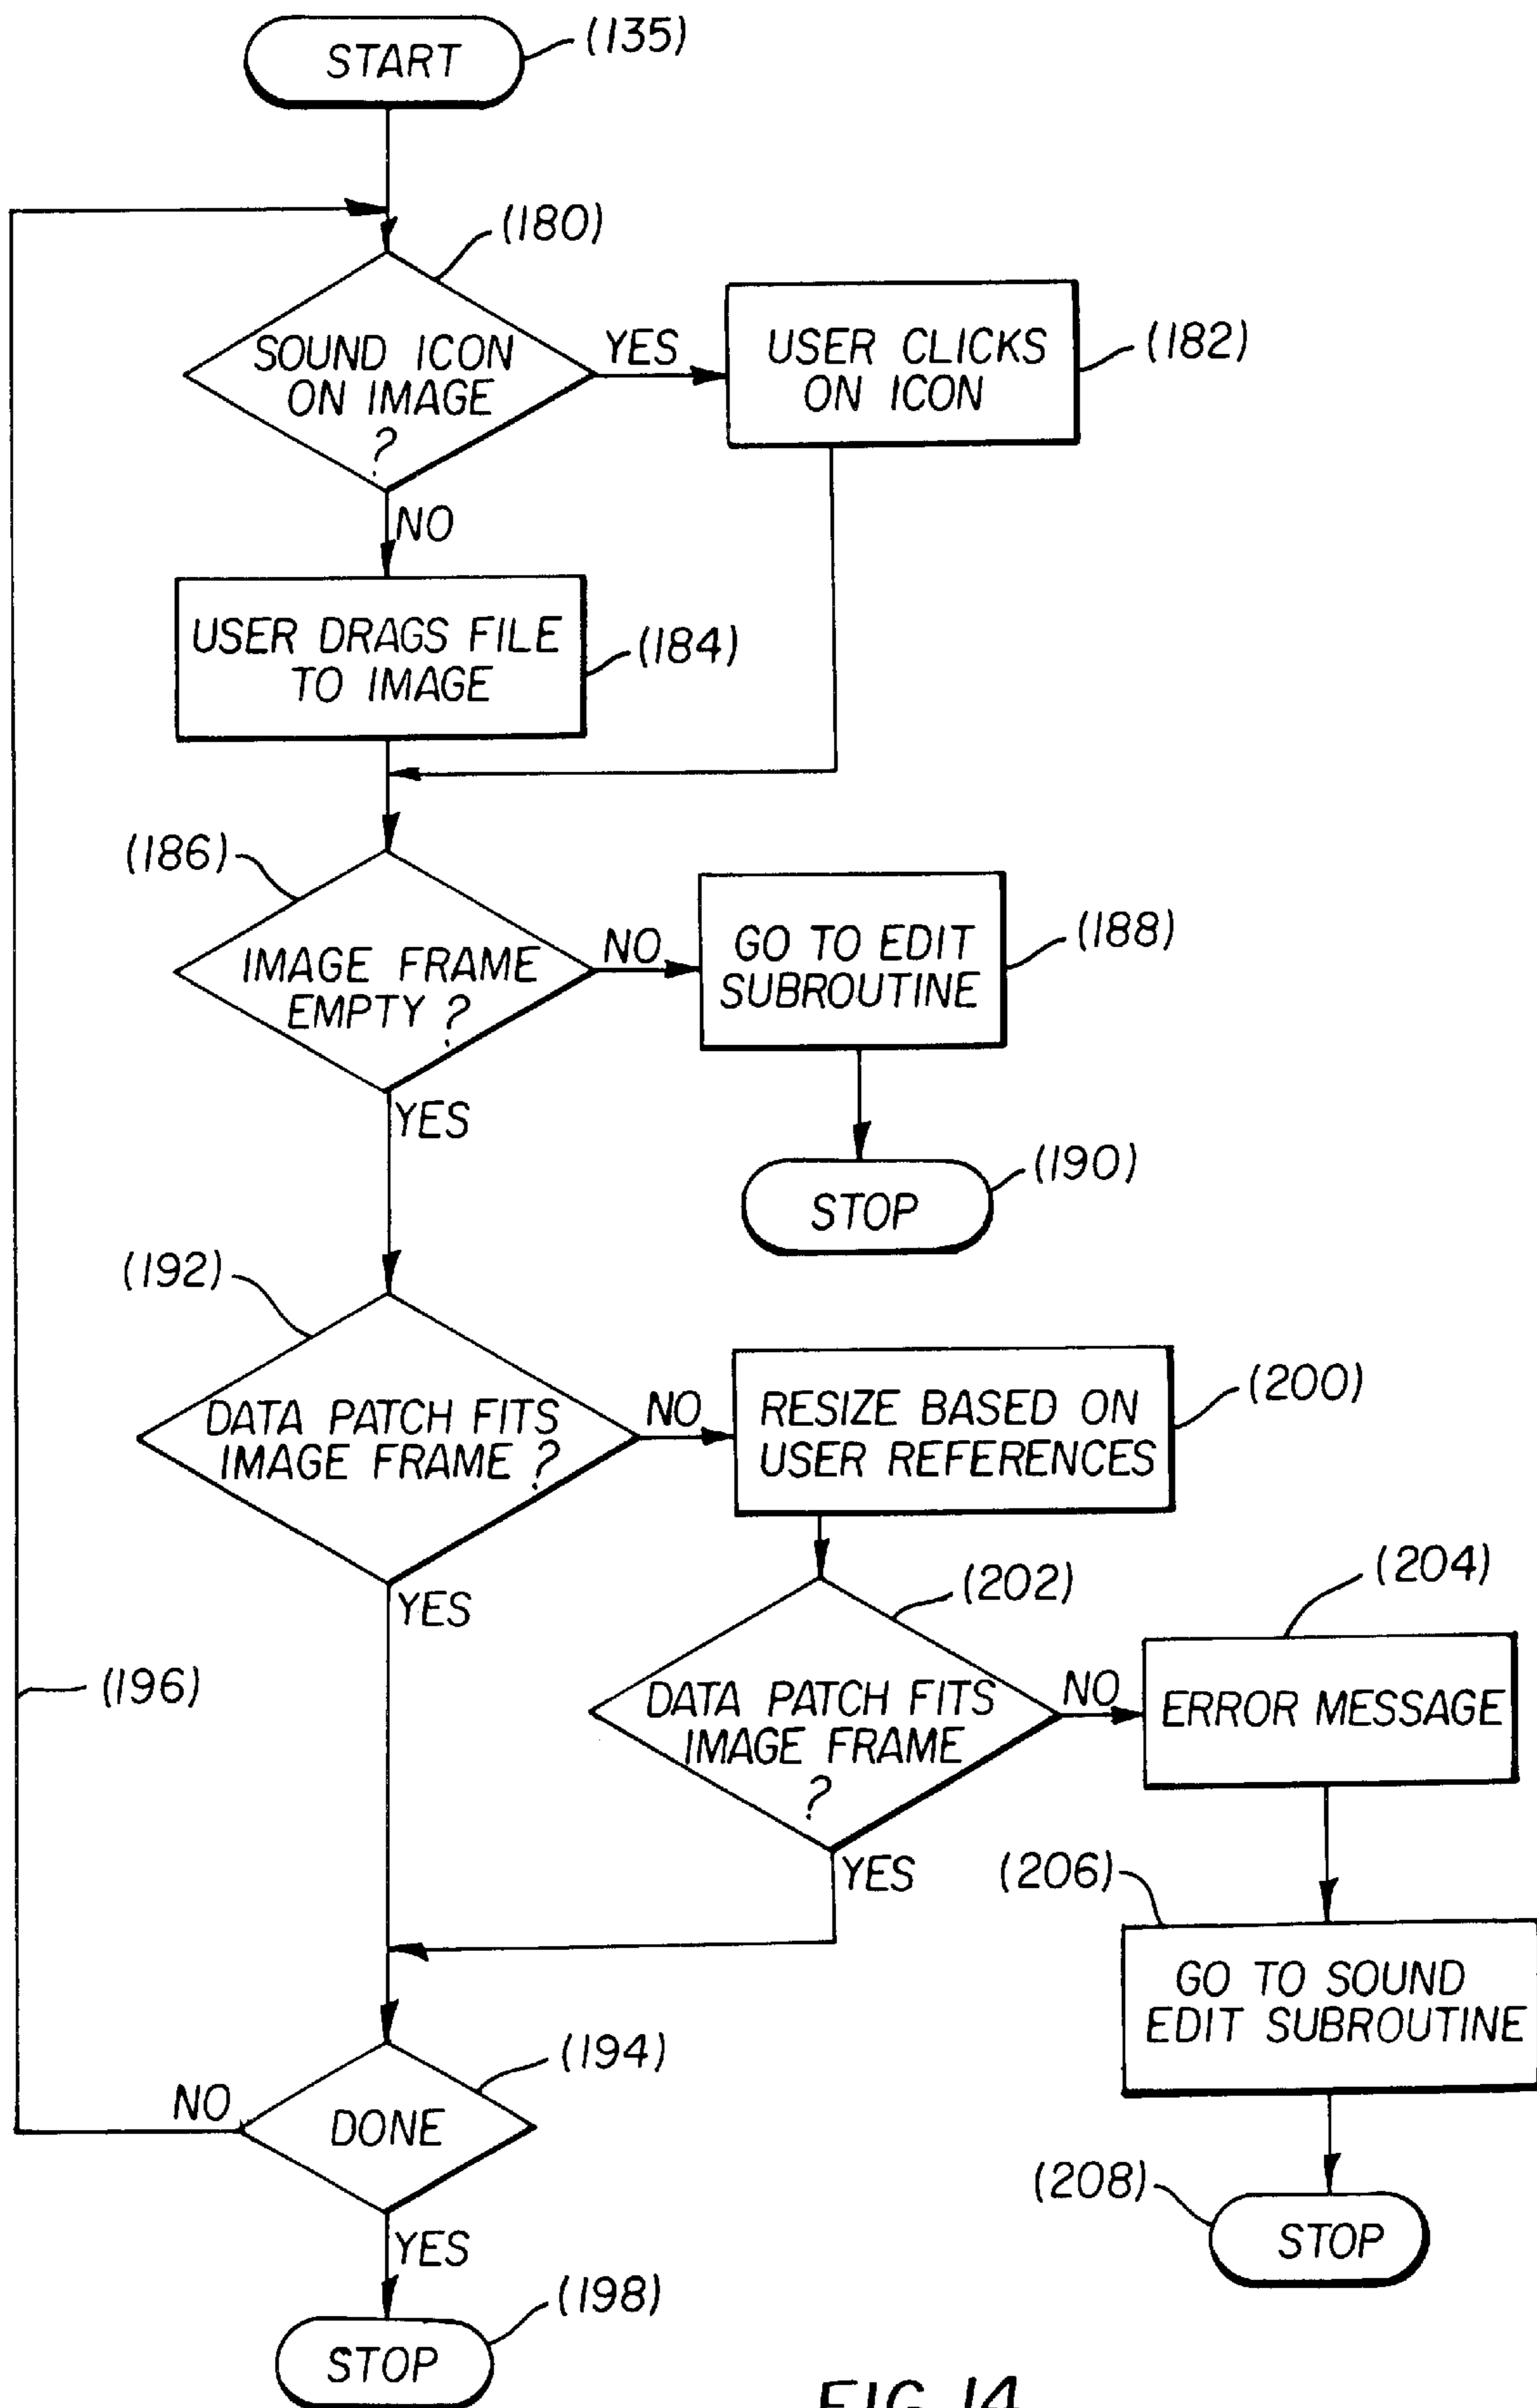 START
(135)
(180)
SOUND ICON
ON IMAGE
?
YES
USER CLICKS
ON ICON
(182)
NO
USER DRAGS FILE
TO IMAGE
(184)
(186)
IMAGE FRAME
EMPTY ?
NO
GO TO EDIT
SUBROUTINE
(188)
YES
STOP
(190)
(192)
DATA PATCH FITS
IMAGE FRAME ?
NO
RESIZE BASED ON
USER REFERENCES
(200)
YES
(202)
DATA PATCH FITS
IMAGE FRAME
?
NO
ERROR MESSAGE
(204)
(196)
YES
(206)
GO TO SOUND
EDIT SUBROUTINE
(194)
DONE
NO
YES
(208)
STOP
STOP
(198)
FIG. 14